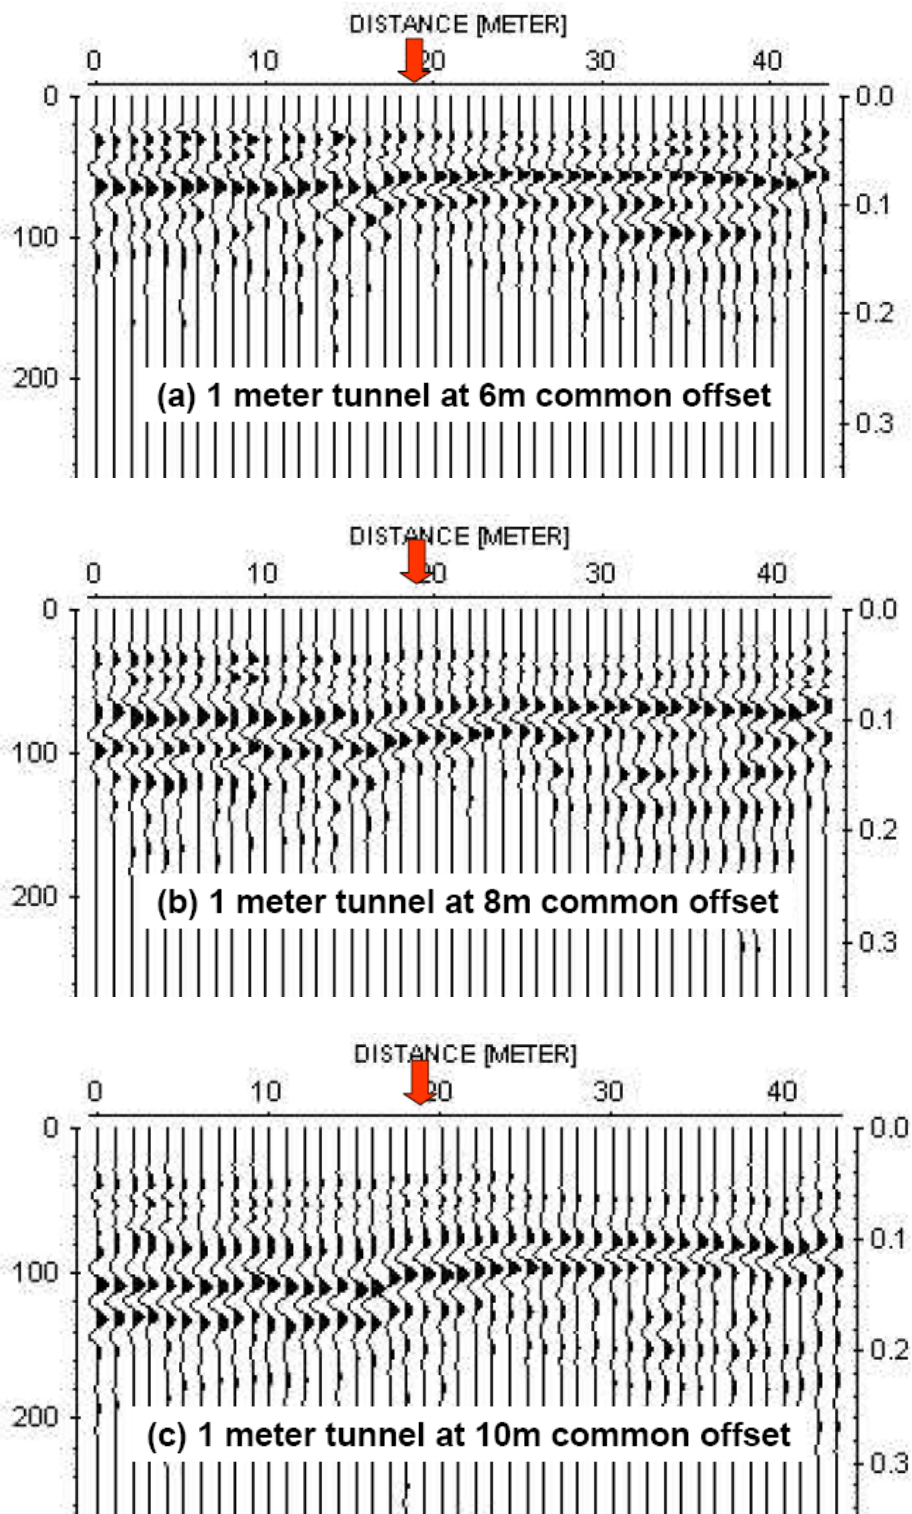 DISTANCE [METER]
0 10 20 30 40
0 0.0
0.1
100
0.2
200
(a) 1 meter tunnel at 6m common offset
0.3
DISTANCE [METER]
0 10 20 30 40
0 0.0
0.1
100
0.2
200
(b) 1 meter tunnel at 8m common offset
0.3
DISTANCE [METER]
0 10 20 30 40
0 0.0
0.1
100
0.2
200
(c) 1 meter tunnel at 10m common offset
0.3